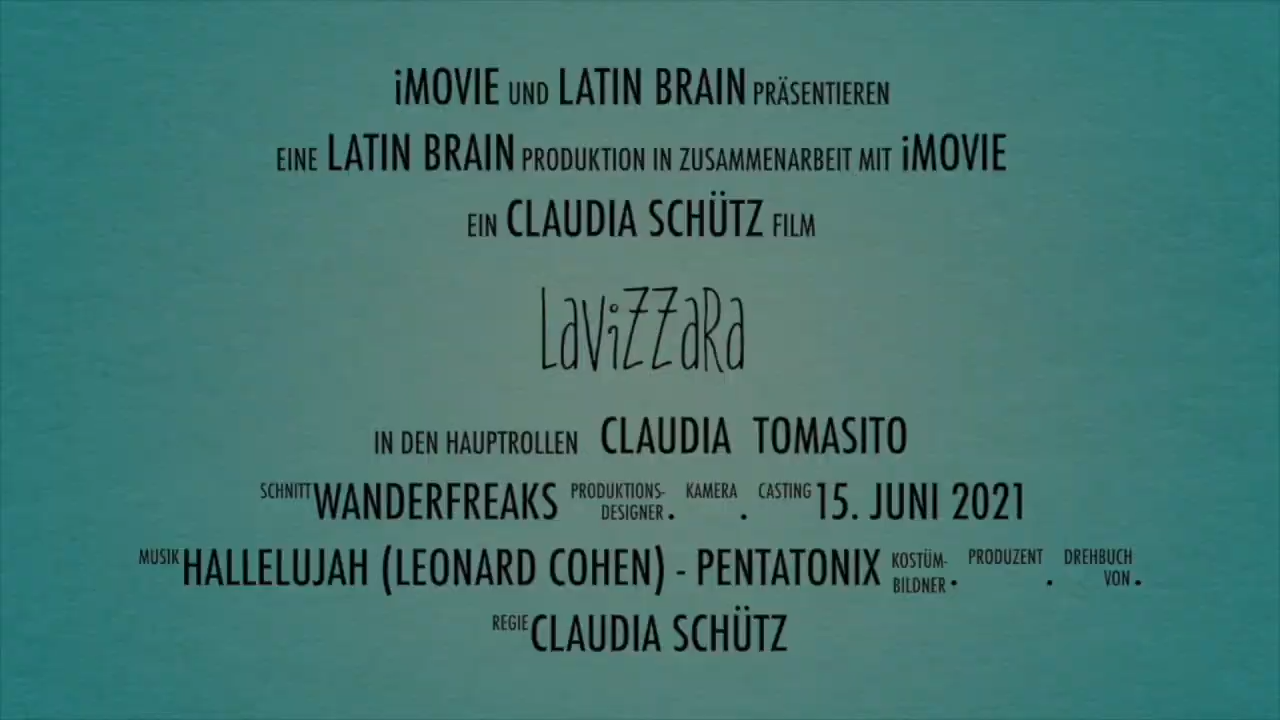 iMOVIE UND LATIN BRAIN PRÄSENTIEREN
EINE LATIN BRAIN PRODUKTION IN ZUSAMMENARBEIT MIT iMOVIE
EIN CLAUDIA SCHÜTZ FILM
LaViZZaRa
IN DEN HAUPTROLLEN CLAUDIA TOMASITO
SCHNITT WANDERFREAKS PRODUKTIONS-DESIGNER . KAMERA . CASTING 15. JUNI 2021
MUSIK HALLELUJAH (LEONARD COHEN) - PENTATONIX KOSTÜM-BILDNER . PRODUZENT . DREHBUCH VON .
REGIE CLAUDIA SCHÜTZ